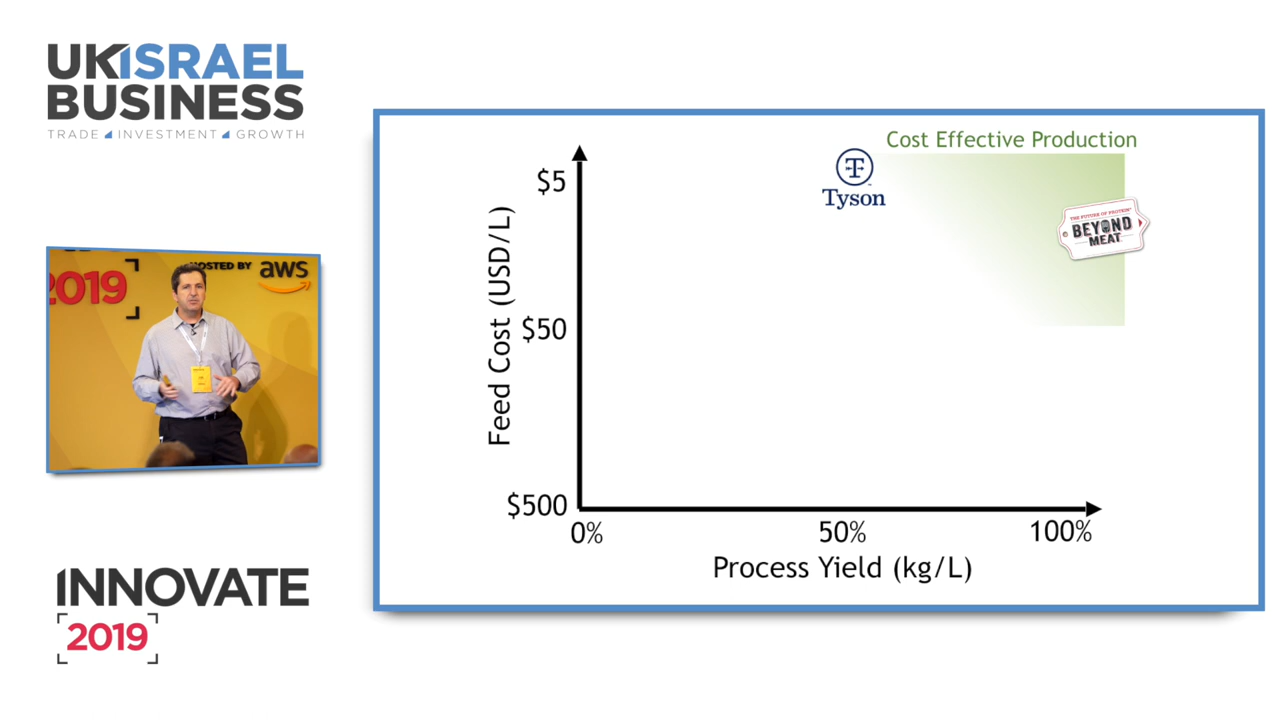 UKISRAEL
BUSINESS
TRADE INVESTMENT GROWTH
2019
HOSTED BY aws
INNOVATE
2019
Cost Effective Production
T
Tyson
THE FUTURE OF PROTEIN
BEYOND
MEAT
Feed Cost (USD/L)
$5
$50
$500
0%
50%
100%
Process Yield (kg/L)